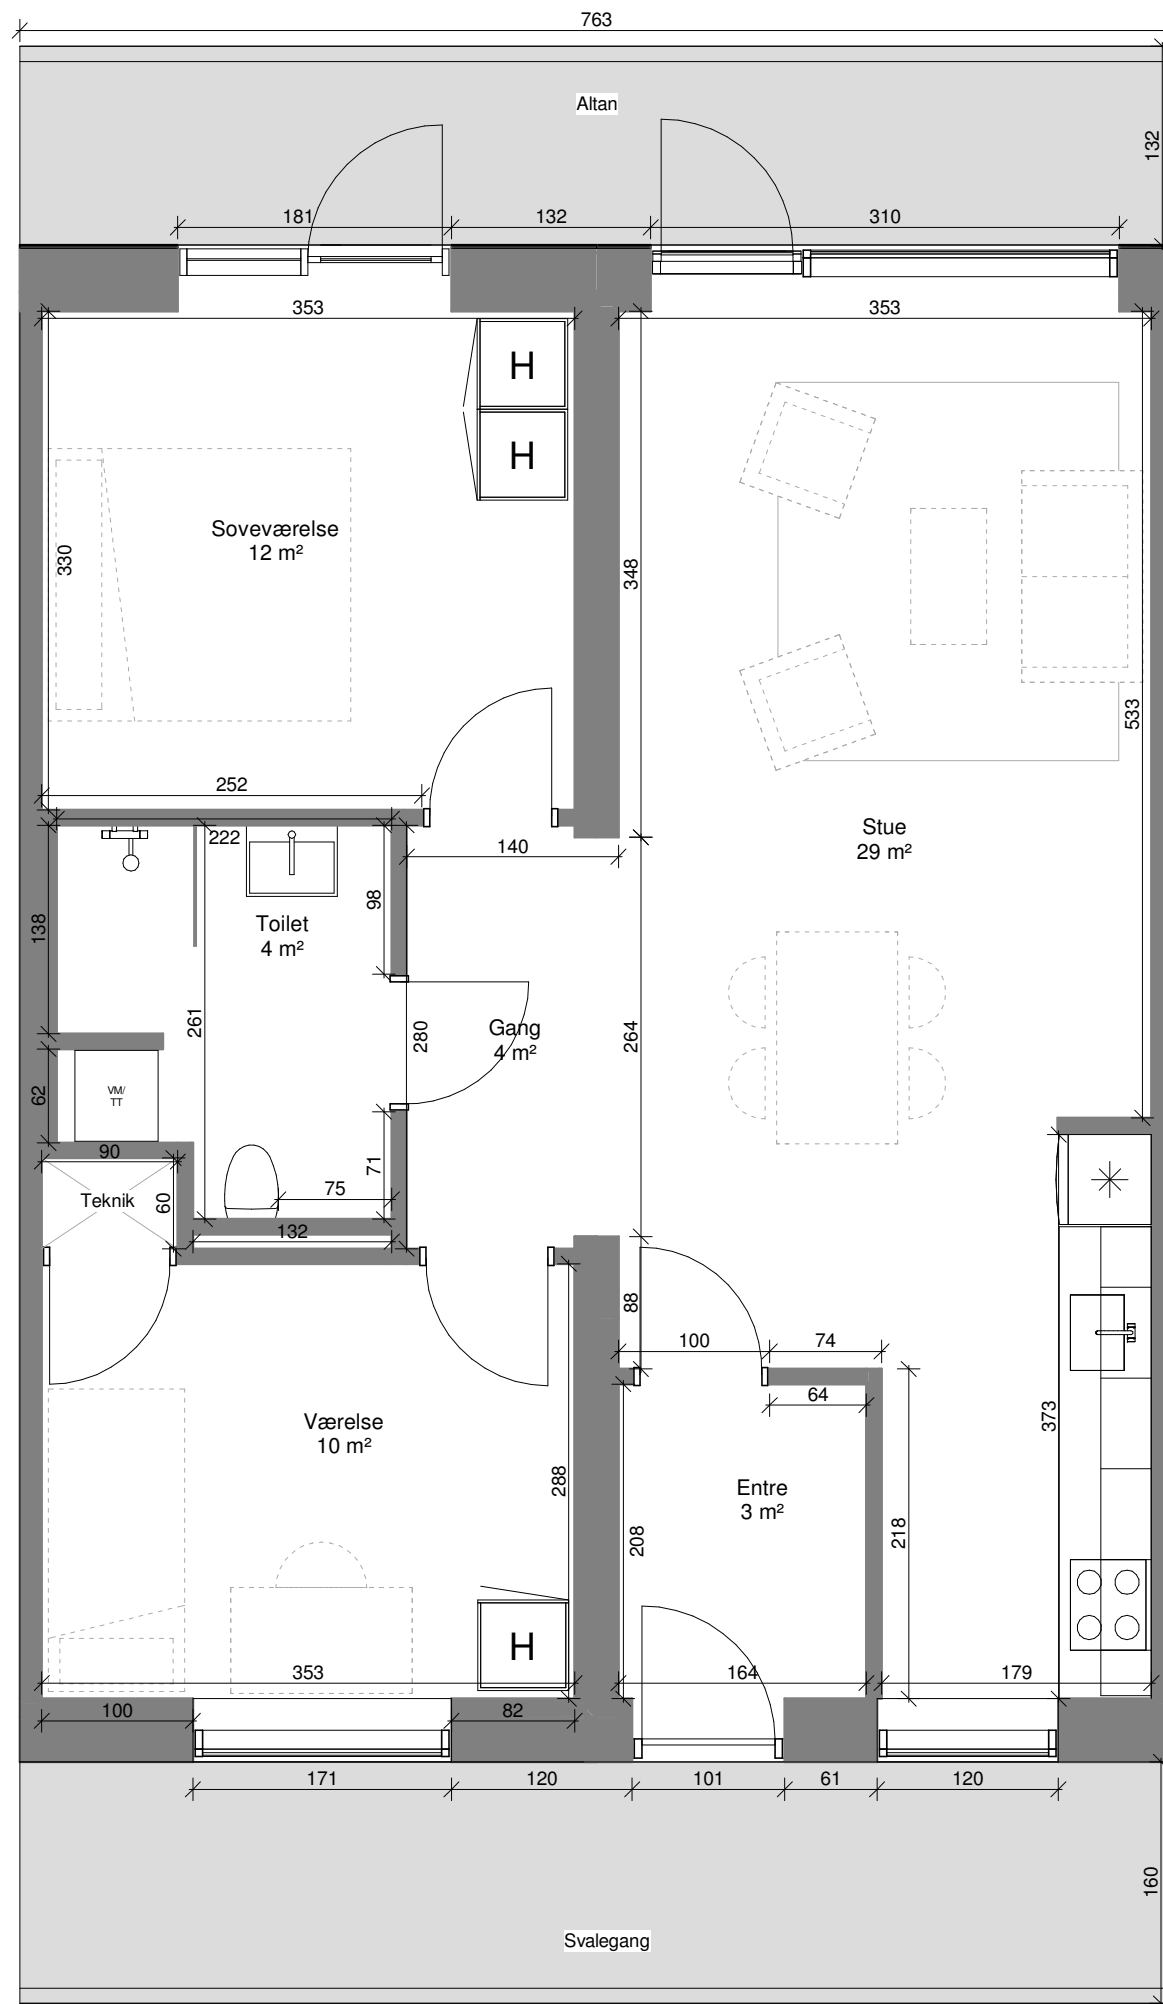 763
Altan
132
181
132
310
353
353
H
H
Soveværelse
12 m²
330
348
533
252
Stue
29 m²
222
140
98
138
Toilet
4 m²
261
280
Gang
4 m²
264
62
VM/
TT
90
71
Teknik
60
75
132
88
100
74
64
373
Værelse
10 m²
288
Entre
3 m²
208
218
H
353
164
179
100
82
171
120
101
61
120
160
Svalegang